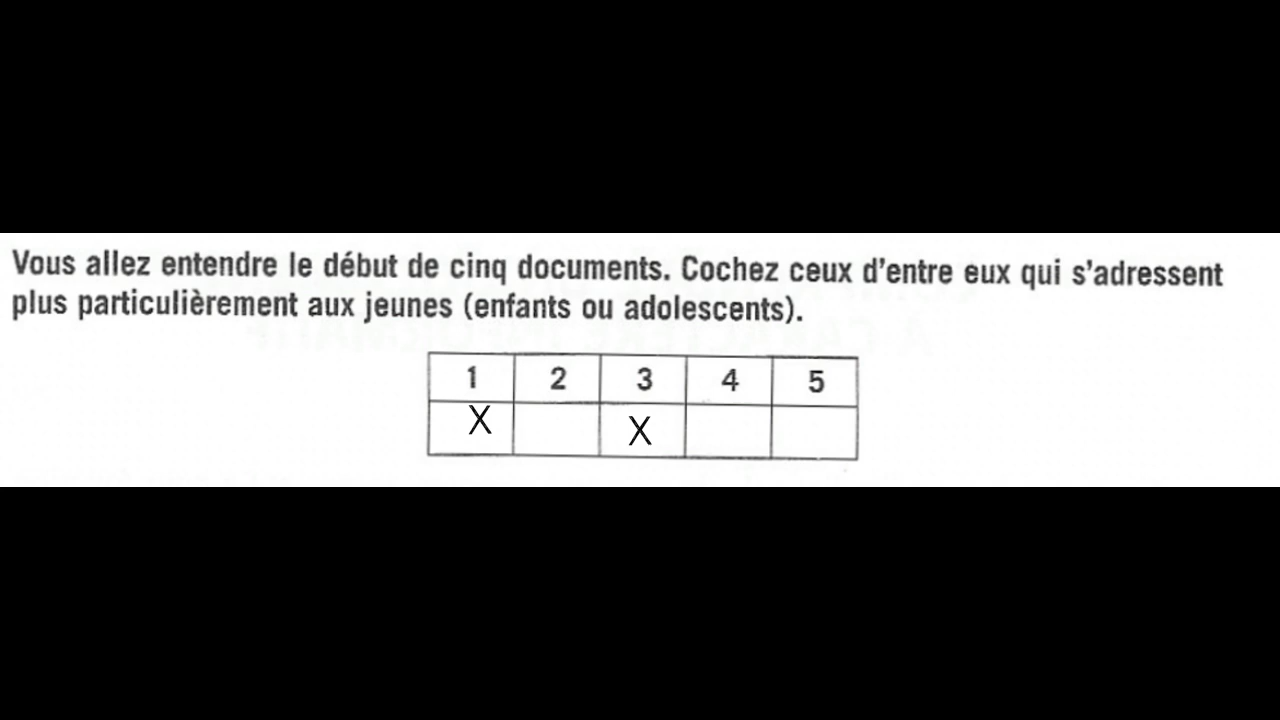 Vous allez entendre le début de cinq documents. Cochez ceux d'entre eux qui s'adressent
plus particulièrement aux jeunes (enfants ou adolescents).
1 2 3 4 5
X X